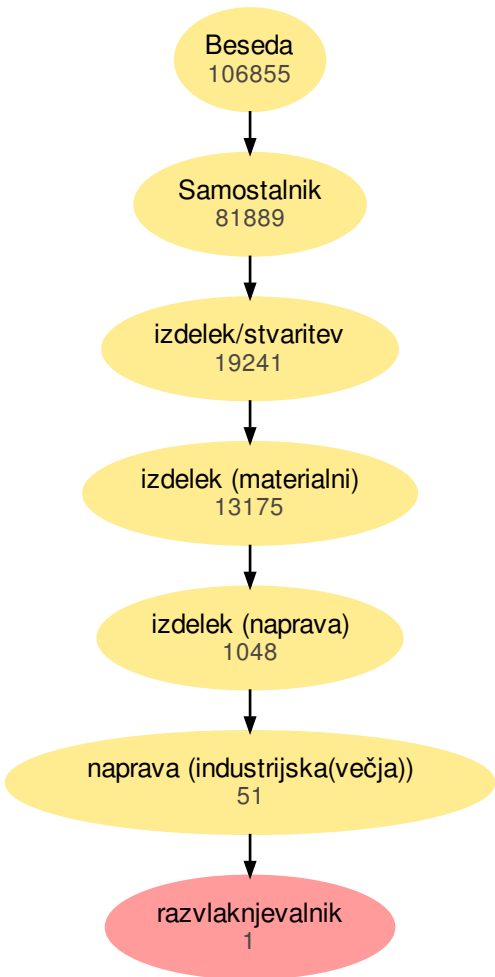 Beseda
106855
Samostalnik
81889
izdelek/stvaritev
19241
izdelek (materialni)
13175
izdelek (naprava)
1048
naprava (industrijska(večja))
51
razvlaknjevalnik
1